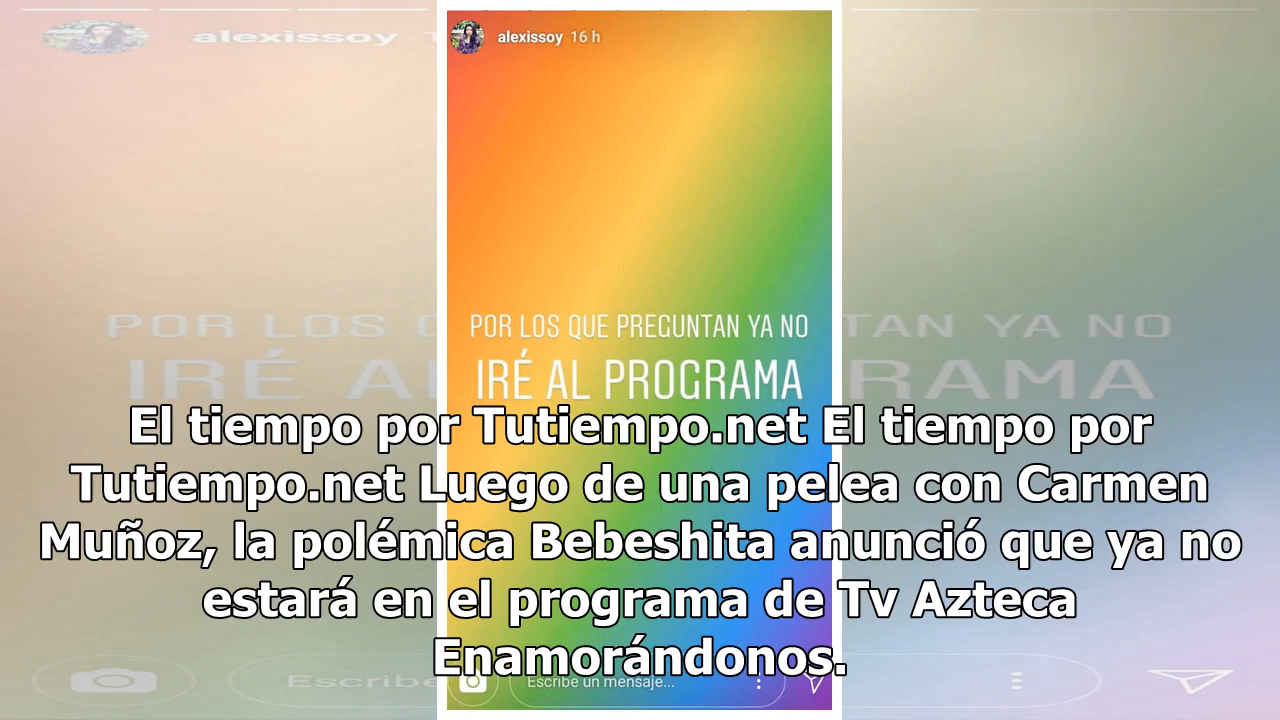 alexissoy 1
alexissoy 16 h
POR LOS QUE PREGUNTAN YA NO
IRÉ AL PROGRAMA
El tiempo por Tutiempo.net El tiempo por
Tutiempo.net Luego de una pelea con Carmen
Muñoz, la polémica Bebeshita anunció que ya no
estará en el programa de Tv Azteca
Enamorándonos.
Escribe un mensaje...